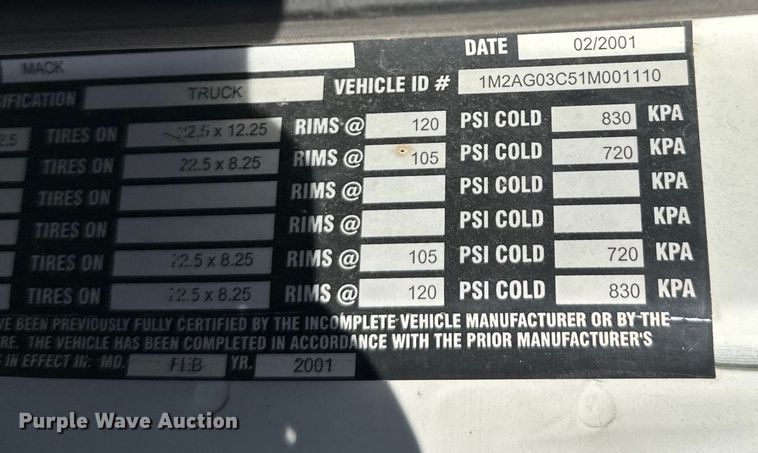 DATE 02/2001
MACK
TRUCK VEHICLE ID # 1M2AG03C51M001110
TIRES ON 22.5 x 12.25 RIMS @ 120 PSI COLD 830 KPA
TIRES ON 22.5 x 8.25 RIMS @ 105 PSI COLD 720 KPA
TIRES ON RIMS @ PSI COLD KPA
TIRES ON RIMS @ PSI COLD KPA
TIRES ON 22.5 x 8.25 RIMS @ 105 PSI COLD 720 KPA
TIRES ON 22.5 x 8.25 RIMS @ 120 PSI COLD 830 KPA
BEEN PREVIOUSLY FULLY CERTIFIED BY THE INCOMPLETE VEHICLE MANUFACTURER OR BY THE
THE VEHICLE HAS BEEN COMPLETED IN ACCORDANCE WITH THE PRIOR MANUFACTURER'S
IN EFFECT IN: MO. FEB YR. 2001
Purple Wave Auction